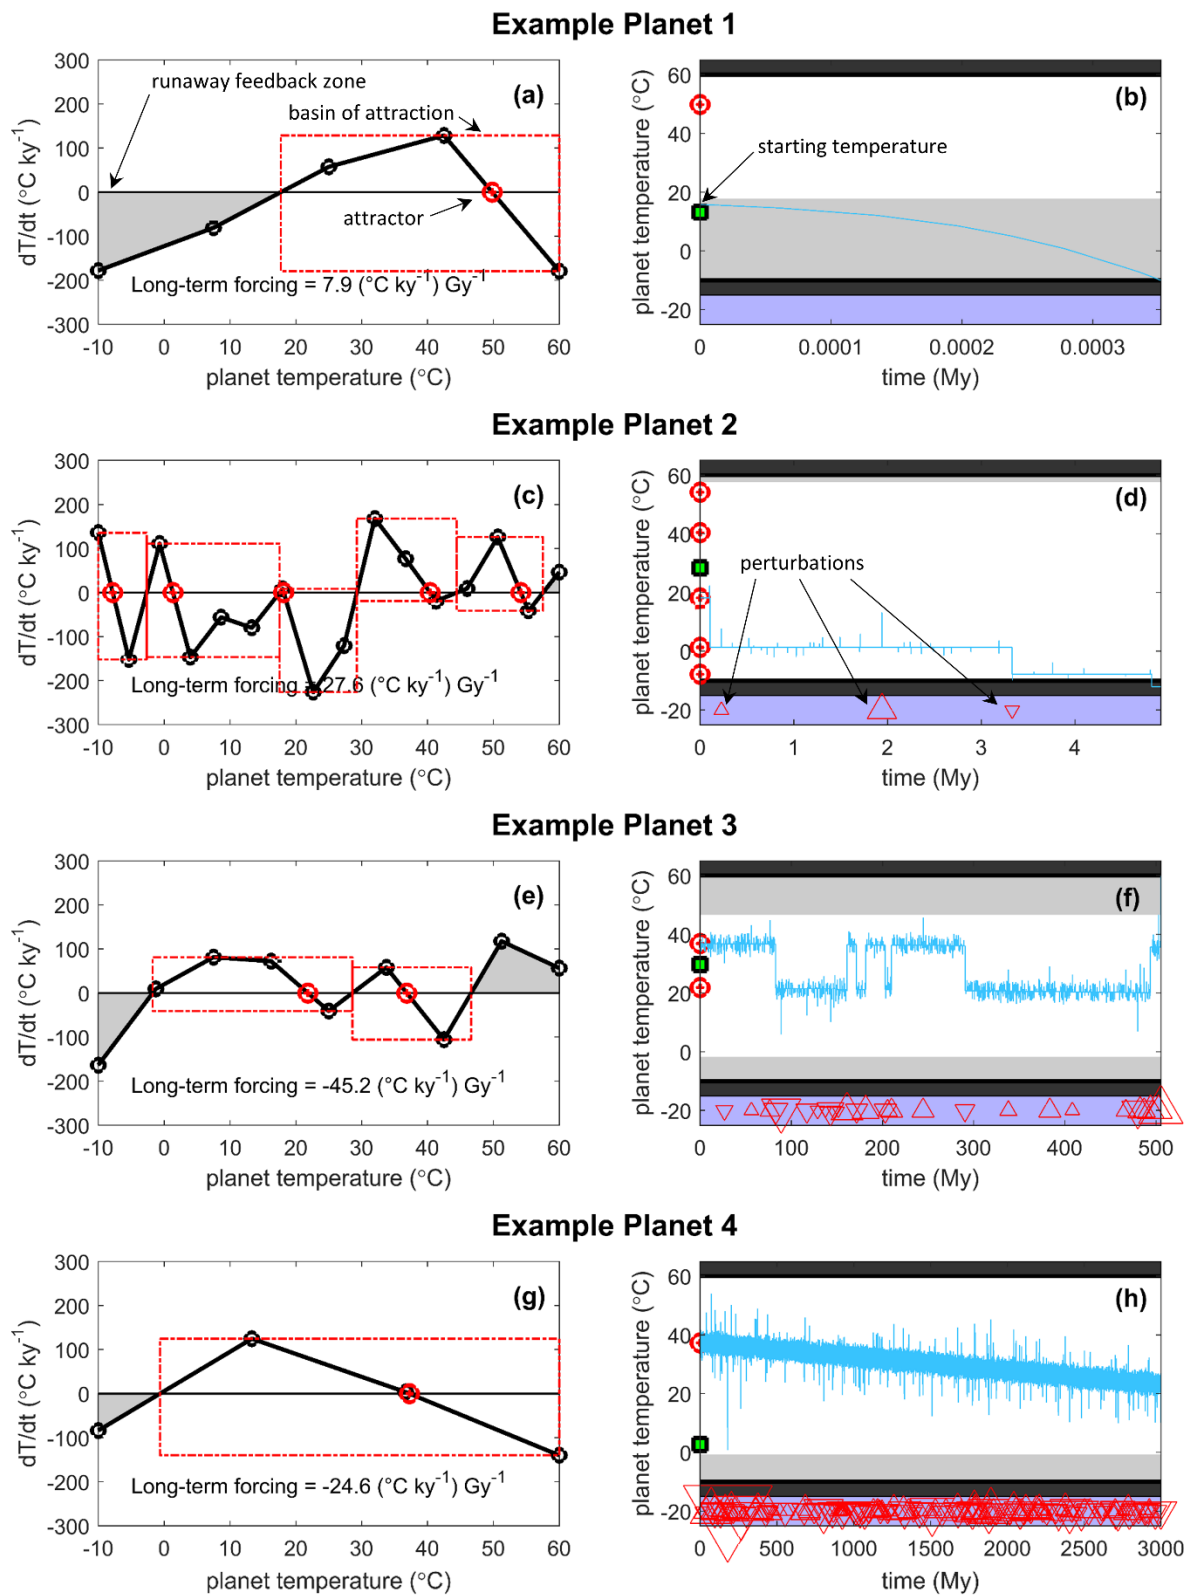 Example Planet 1
300
200
100
0
-100
-200
-300
dT/dt (°C ky⁻¹)
runaway feedback zone
(a)
basin of attraction
attractor
Long-term forcing = 7.9 (°C ky⁻¹) Gy⁻¹
-10 0 10 20 30 40 50 60
planet temperature (°C)
60
40
20
0
-20
planet temperature (°C)
(b)
starting temperature
0 0.0001 0.0002 0.0003
time (My)
Example Planet 2
300
200
100
0
-100
-200
-300
dT/dt (°C ky⁻¹)
(c)
Long-term forcing = 27.6 (°C ky⁻¹) Gy⁻¹
-10 0 10 20 30 40 50 60
planet temperature (°C)
60
40
20
0
-20
planet temperature (°C)
(d)
perturbations
0 1 2 3 4
time (My)
Example Planet 3
300
200
100
0
-100
-200
-300
dT/dt (°C ky⁻¹)
(e)
Long-term forcing = -45.2 (°C ky⁻¹) Gy⁻¹
-10 0 10 20 30 40 50 60
planet temperature (°C)
60
40
20
0
-20
planet temperature (°C)
(f)
0 100 200 300 400 500
time (My)
Example Planet 4
300
200
100
0
-100
-200
-300
dT/dt (°C ky⁻¹)
(g)
Long-term forcing = -24.6 (°C ky⁻¹) Gy⁻¹
-10 0 10 20 30 40 50 60
planet temperature (°C)
60
40
20
0
-20
planet temperature (°C)
(h)
0 500 1000 1500 2000 2500 3000
time (My)